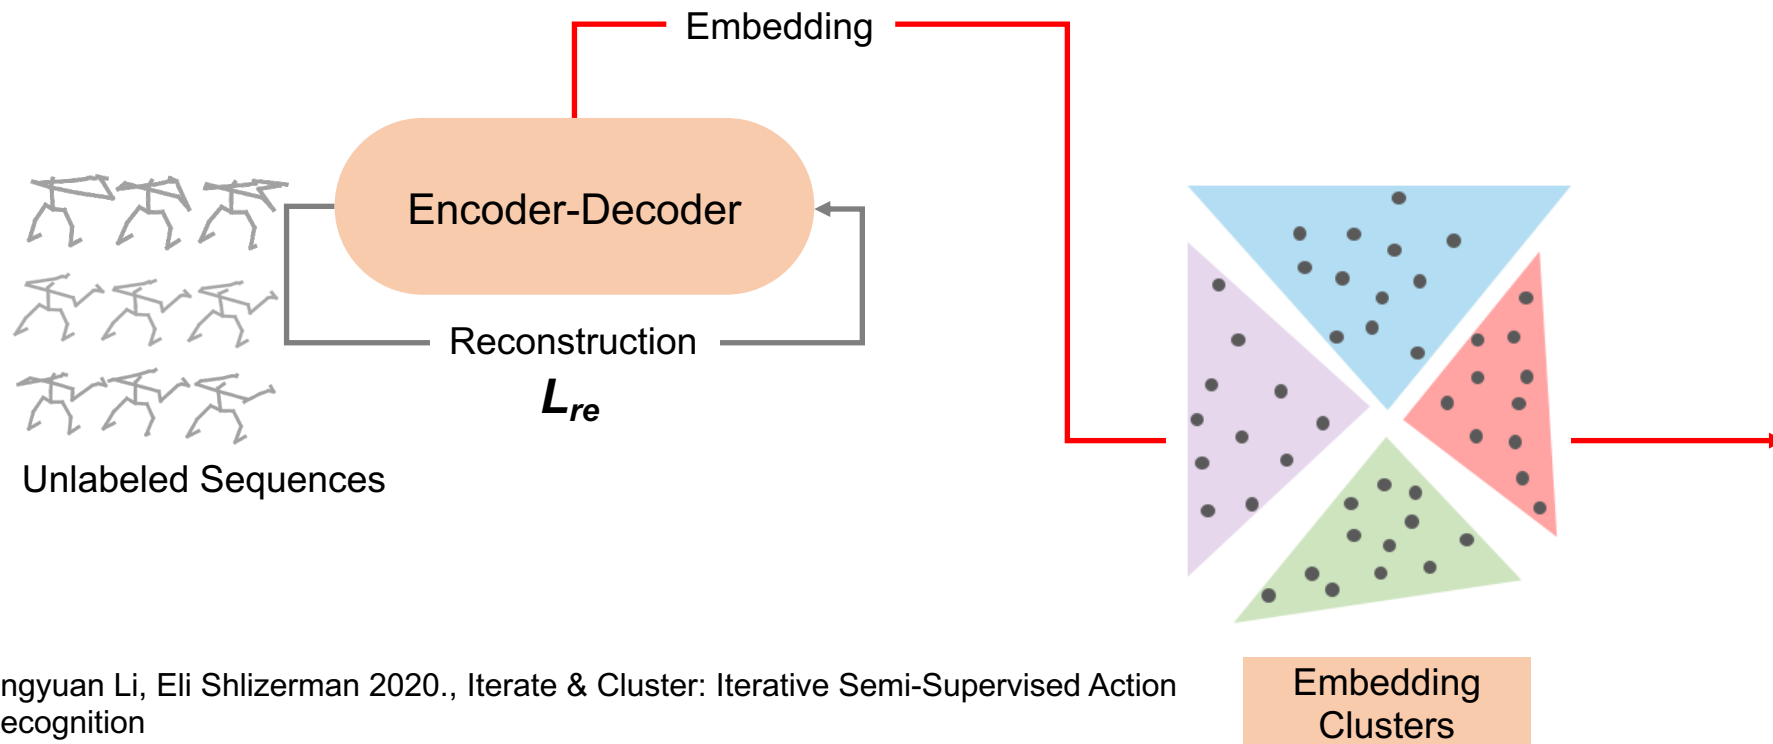 Embedding
Encoder-Decoder
Reconstruction
Lre
Unlabeled Sequences
ngyuan Li, Eli Shlizerman 2020., Iterate & Cluster: Iterative Semi-Supervised Action
ecognition
Embedding
Clusters